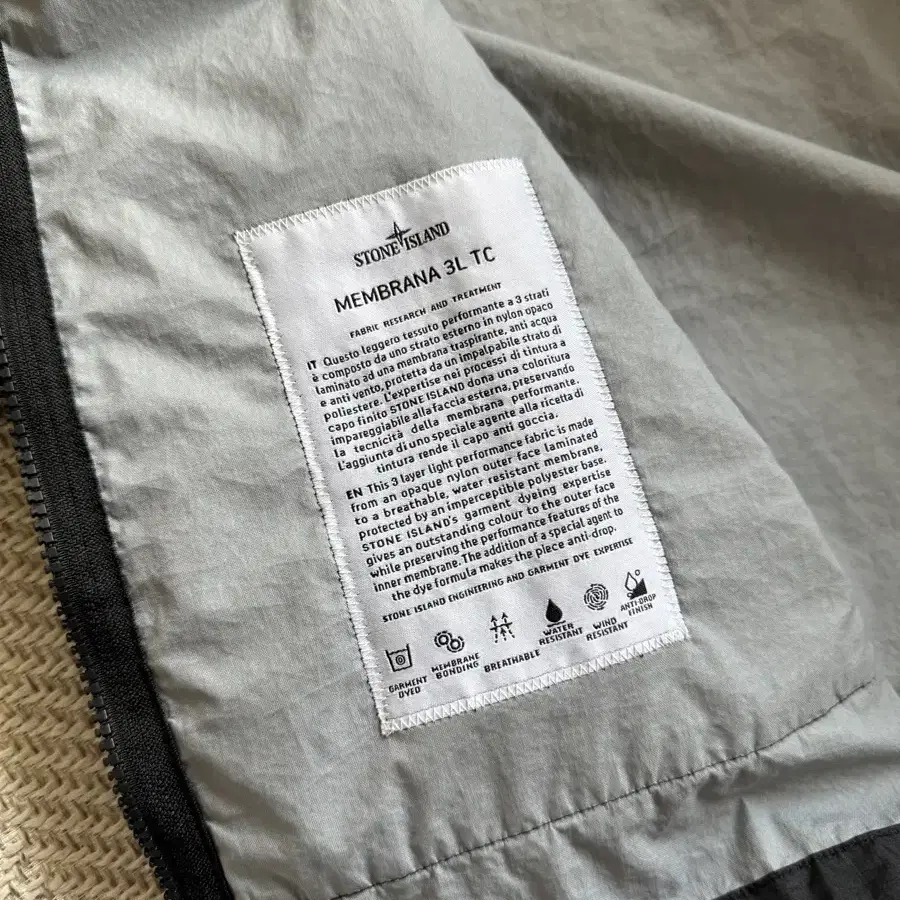 STONE ISLAND
MEMBRANA 3L TC
FABRIC RESEARCH AND TREATMENT
IT Questo leggero tessuto performante a 3 strati
è composto da uno strato esterno in nylon opaco
laminato ad una membrana traspirante, anti acqua
e anti vento, protetta da un impalpabile strato di
poliestere. L'expertise nei processi di tintura a
capo finito STONE ISLAND dona una coloritura
impareggiabile alla faccia esterna, preservando
la tecnicità della membrana performante.
L'aggiunta di uno speciale agente alla ricetta di
tintura rende il capo anti goccia.
EN This 3 layer light performance fabric is made
from an opaque nylon outer face laminated
to a breathable, water resistant membrane,
protected by an imperceptible polyester base.
STONE ISLAND's garment dyeing expertise
gives an outstanding colour to the outer face
while preserving the performance features of the
inner membrane. The addition of a special agent to
the dye formula makes the piece anti-drop.
STONE ISLAND ENGINEERING AND GARMENT DYE EXPERTISE
GARMENT
DYED
MEMBRANE
BONDING
BREATHABLE
WATER
RESISTANT
WIND
RESISTANT
ANTI-DROP
FINISH